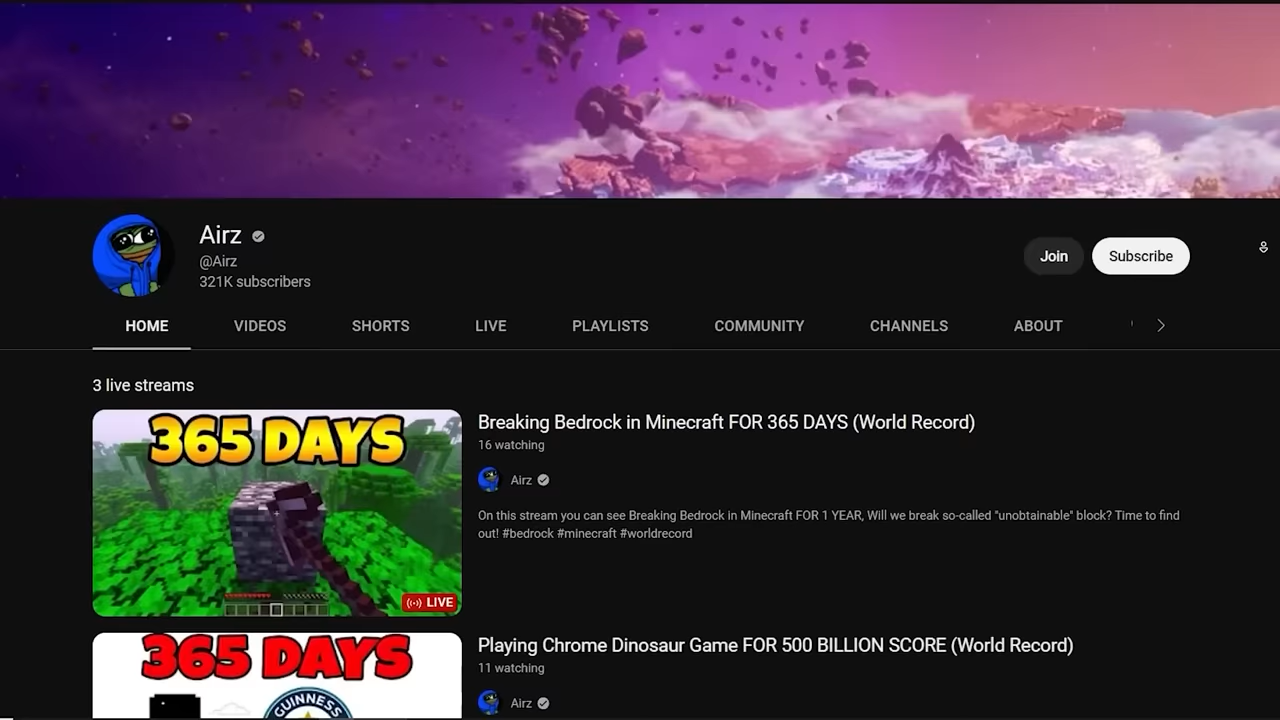 Airz
@Airz
321K subscribers
Join
Subscribe
HOME
VIDEOS
SHORTS
LIVE
PLAYLISTS
COMMUNITY
CHANNELS
ABOUT
3 live streams
365 DAYS
LIVE
Breaking Bedrock in Minecraft FOR 365 DAYS (World Record)
16 watching
Airz
On this stream you can see Breaking Bedrock in Minecraft FOR 1 YEAR, Will we break so-called "unobtainable" block? Time to find
out! #bedrock #minecraft #worldrecord
365 DAYS
GUINNESS
Playing Chrome Dinosaur Game FOR 500 BILLION SCORE (World Record)
11 watching
Airz